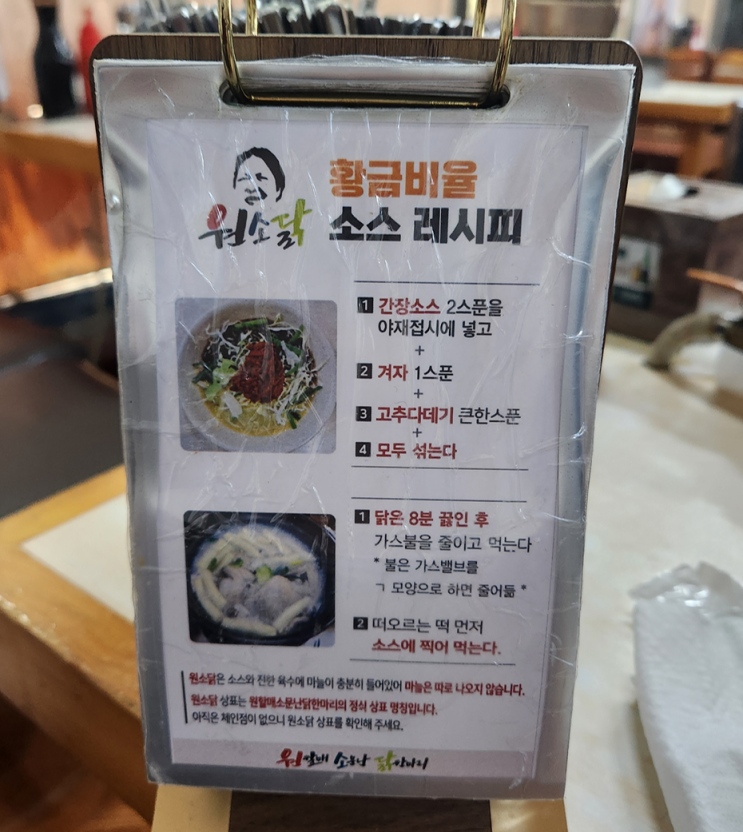 원소닭
황금비율
소스 레시피
1 간장소스 2스푼을
야재접시에 넣고
+
2 겨자 1스푼
+
3 고추다데기 큰한스푼
+
4 모두 섞는다
1 닭은 8분 끓인 후
가스불을 줄이고 먹는다
* 불은 가스밸브를
ㄱ 모양으로 하면 줄어듦 *
2 떠오르는 떡 먼저
소스에 찍어 먹는다.
원소닭은 소스와 진한 육수에 마늘이 충분히 들어있어 마늘은 따로 나오지 않습니다.
원소닭 상표는 원할매소문난닭한마리의 정식 상표 명칭입니다.
아직은 체인점이 없으니 원소닭 상표를 확인해 주세요.
원할매 소문난 닭한마리